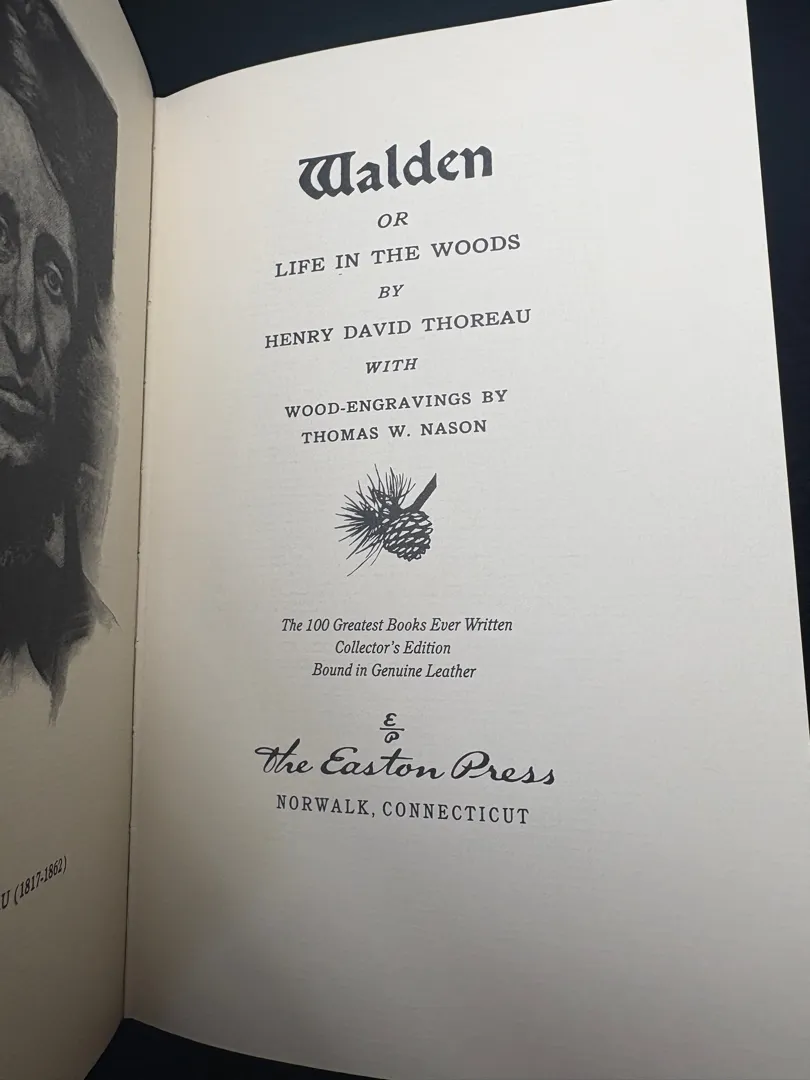 Walden
OR
LIFE IN THE WOODS
BY
HENRY DAVID THOREAU
WITH
WOOD-ENGRAVINGS BY
THOMAS W. NASON
The 100 Greatest Books Ever Written
Collector's Edition
Bound in Genuine Leather
E
P
The Easton Press
NORWALK, CONNECTICUT
U (1817-1862)